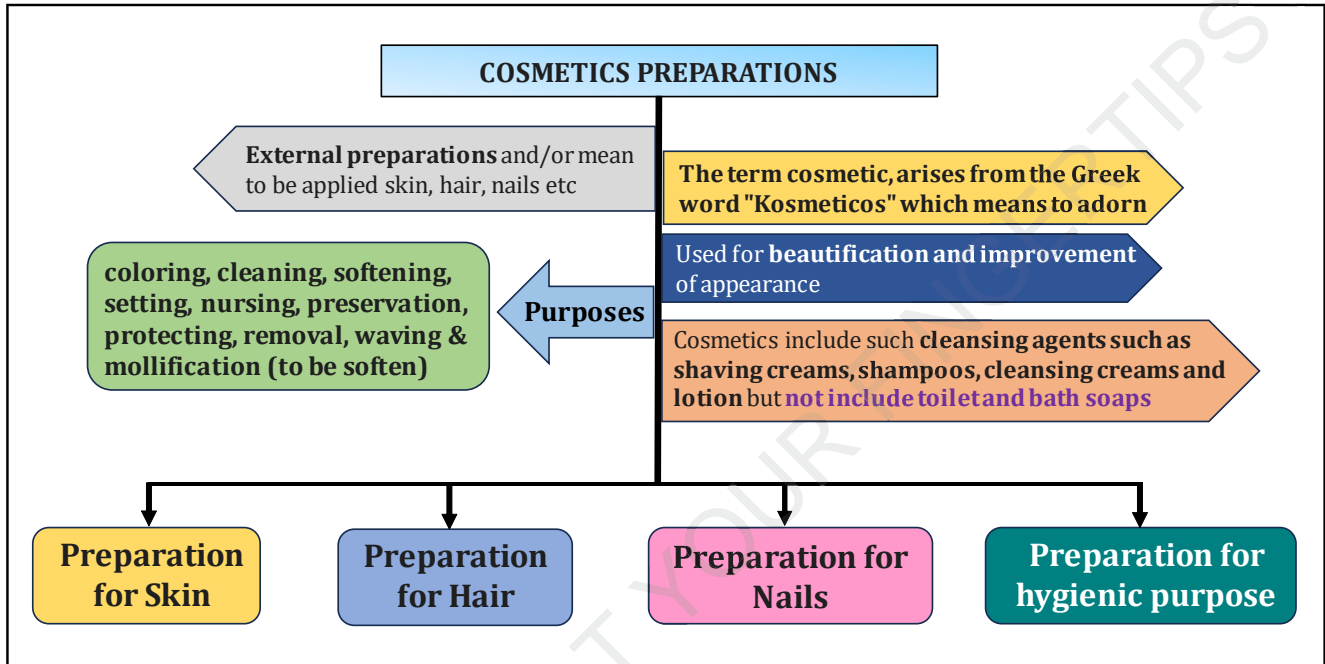 COSMETICS PREPARATIONS
External preparations and/or mean
to be applied skin, hair, nails etc
The term cosmetic, arises from the Greek
word "Kosmeticos" which means to adorn
Used for beautification and improvement
of appearance
coloring, cleaning, softening,
setting, nursing, preservation,
protecting, removal, waving &
mollification (to be soften)
Purposes
Cosmetics include such cleansing agents such as
shaving creams, shampoos, cleansing creams and
lotion but not include toilet and bath soaps
Preparation
for Skin
Preparation
for Hair
Preparation for
Nails
Preparation for
hygienic purpose
T YOUR FINGERTIPS